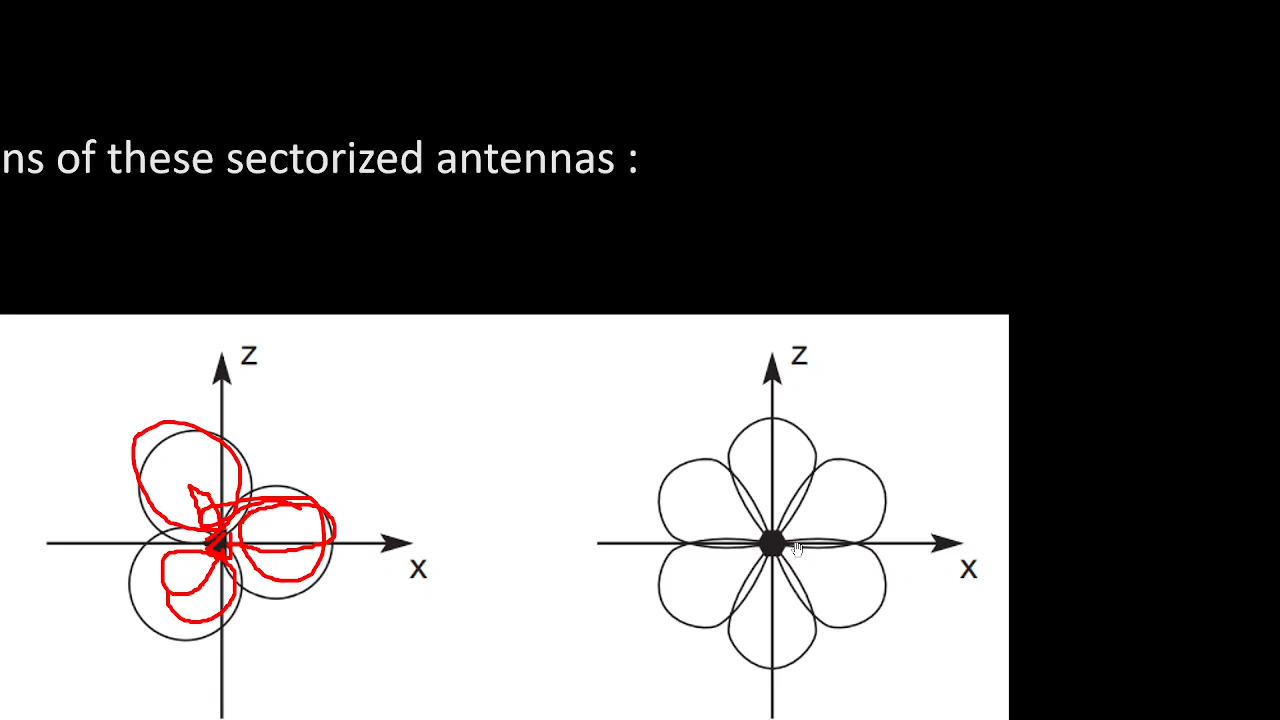 ns of these sectorized antennas :
z
z
x
x